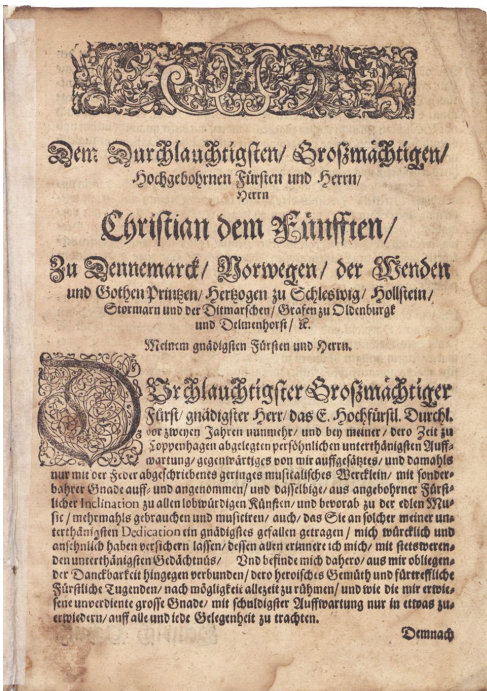 Dem Durchlauchtigsten/ Großmächtigen/
Hochgebohrnen Fürsten und Herrn/
Herrn
Christian dem Fünfften/
Zu Dennemarck/ Norwegen/ der Wenden
und Gothen Printzen/ Hertzogen zu Schleswig/ Hollstein/
Stormarn und der Ditmarschen/ Grafen zu Oldenburgk
und Delmenhorst/ &c.
Meinem gnädigsten Fürsten und Herrn.
DUrchlauchtigster Großmächtiger
Fürst/ gnädigster Herr/ das E. Hochfürstl. Durchl.
vor zweyen Jahren nunmehr/ und bey meiner/ dero Zeit zu
Coppenhagen abgelegten persöhnlichen unterthänigsten Auff-
wartung/ gegenwärtiges von mir auffgesätztes/ und damahls
nur mit der Feder abgeschriebenes geringes musicalisches Wercklein/ mit sonder-
bahrer Gnade auff- und angenommen/ und dasselbige/ aus angebohrner Fürst-
licher Inclination zu allen lobwürdigen Künsten/ und bevorab zu der edlen Mu-
sic/ mehrmahls gebrauchen und musiciren/ auch/ das Sie an solcher meiner un-
terthänigsten Dedication ein gnädigstes gefallen getragen/ mich würcklich und
ansehnlich haben versichern lassen/ dessen allen erinnere ich mich/ mit stetsweren-
den unterthänigsten Gedächtnüs/ Und befinde mich dahero/ aus mir obliegen-
der Danckbarkeit hingegen verbunden/ dero heroisches Gemüth und fürtreffliche
Fürstliche Tugenden/ nach mögligkeit allezeit zu rühmen/ und wie die mir erwie-
sene unverdiente grosse Gnade/ mit schuldigster Auffwartung nur in ettwas zu-
erwiedern/ auff alle und iede Gelegenheit zu trachten.
Demnach